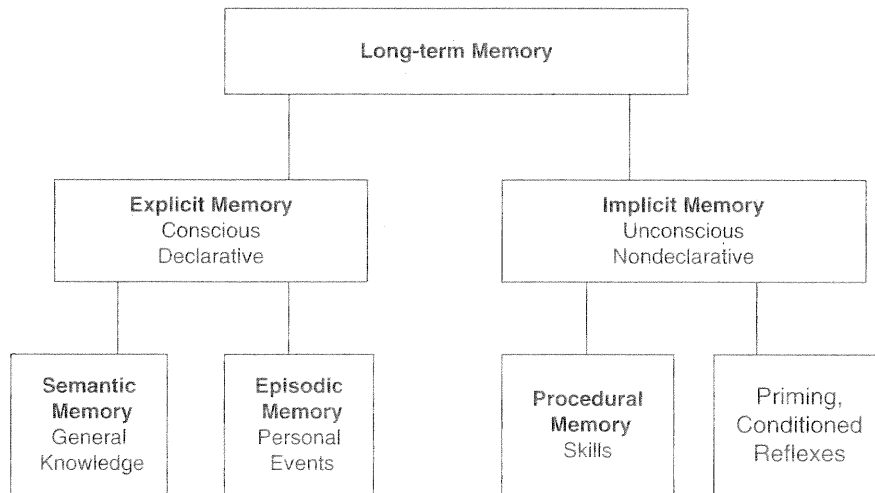 Long-term Memory
Explicit Memory
Conscious
Declarative
Implicit Memory
Unconscious
Nondeclarative
Semantic
Memory
General
Knowledge
Episodic
Memory
Personal
Events
Procedural
Memory
Skills
Priming,
Conditioned
Reflexes